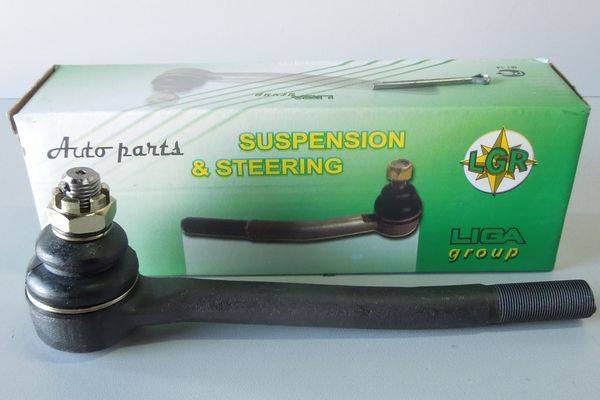 Auto parts
SUSPENSION
& STEERING
LGR
LIGA
group